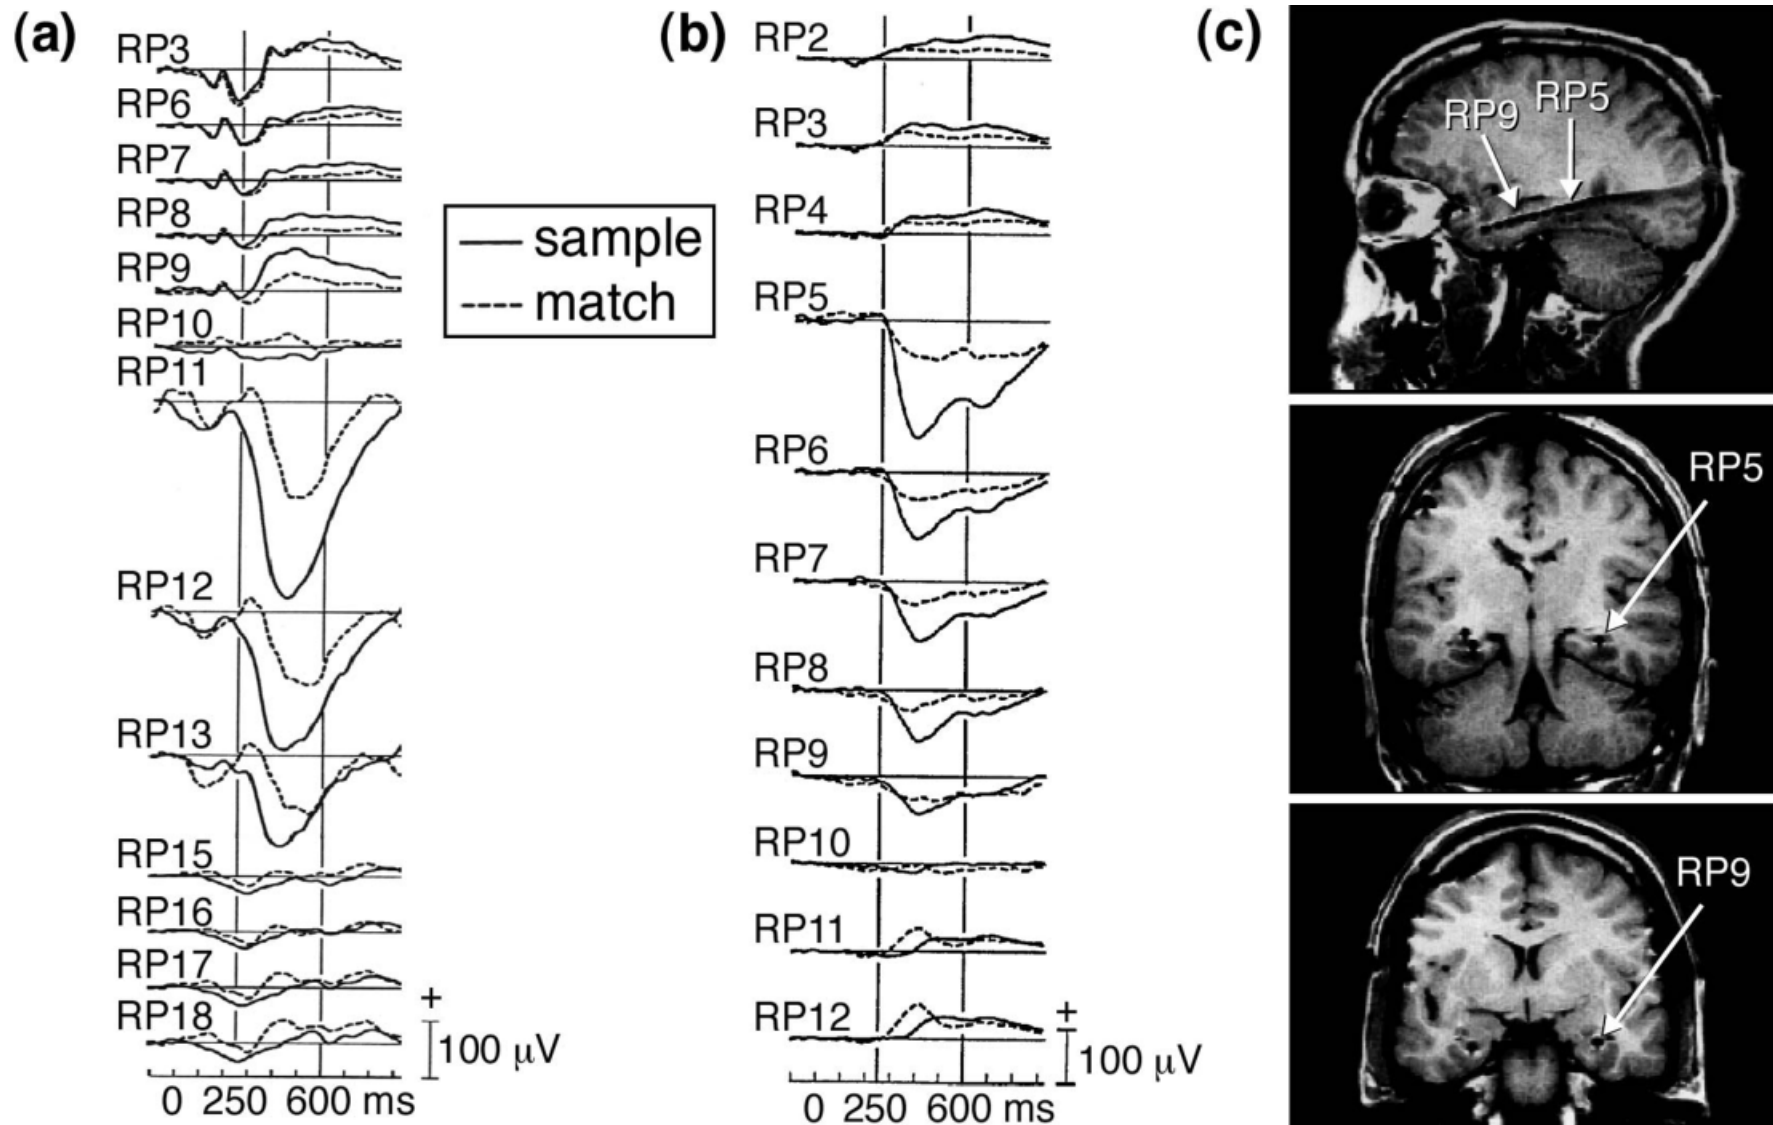 (a)
RP3
RP6
RP7
RP8
RP9
RP10
RP11
RP12
RP13
RP15
RP16
RP17
RP18
+
100 μV
0 250 600 ms
sample
match
(b)
RP2
RP3
RP4
RP5
RP6
RP7
RP8
RP9
RP10
RP11
RP12
+
100 μV
0 250 600 ms
(c)
RP9 RP5
RP5
RP9